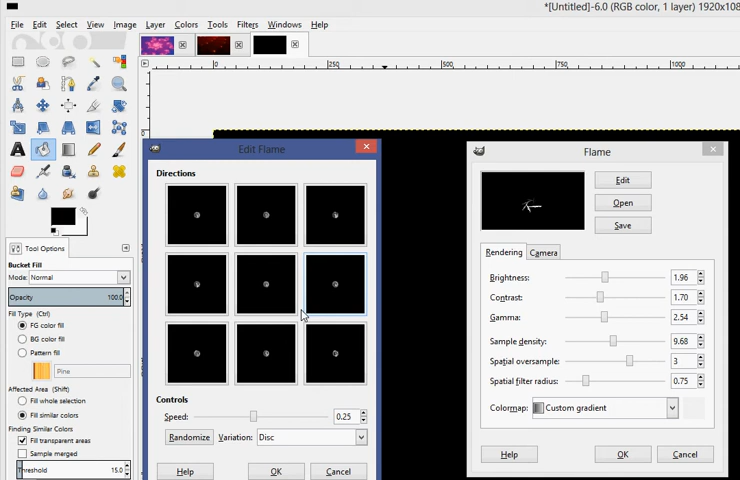 *[Untitled]-6.0 (RGB color, 1 layer) 1920x108
File Edit Select View Image Layer Colors Tools Filters Windows Help
0 250 500 750 1000
Edit Flame
Directions
Controls
Speed: 0.25
Randomize Variation: Disc
Help OK Cancel
Flame
Edit
Open
Save
Rendering Camera
Brightness: 1.96
Contrast: 1.70
Gamma: 2.54
Sample density: 9.68
Spatial oversample: 3
Spatial filter radius: 0.75
Colormap: Custom gradient
Help OK Cancel
Tool Options
Bucket Fill
Mode: Normal
Opacity 100.0
Fill Type (Ctrl)
FG color fill
BG color fill
Pattern fill
Pine
Affected Area (Shift)
Fill whole selection
Fill similar colors
Finding Similar Colors
Fill transparent areas
Sample merged
Threshold 15.0